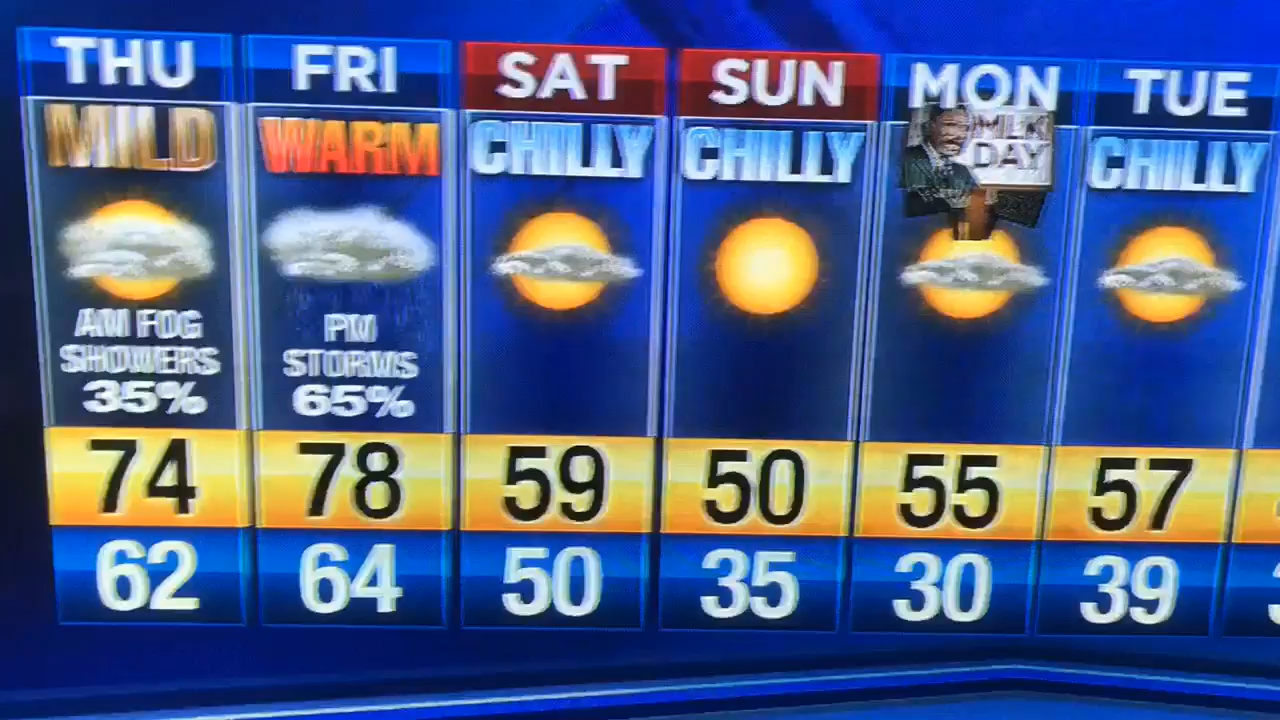 THU
MILD
AM FOG
SHOWERS
35%
74
62
FRI
WARM
PM
STORMS
65%
78
64
SAT
CHILLY
59
50
SUN
CHILLY
50
35
MON
MLK
DAY
55
30
TUE
CHILLY
57
39